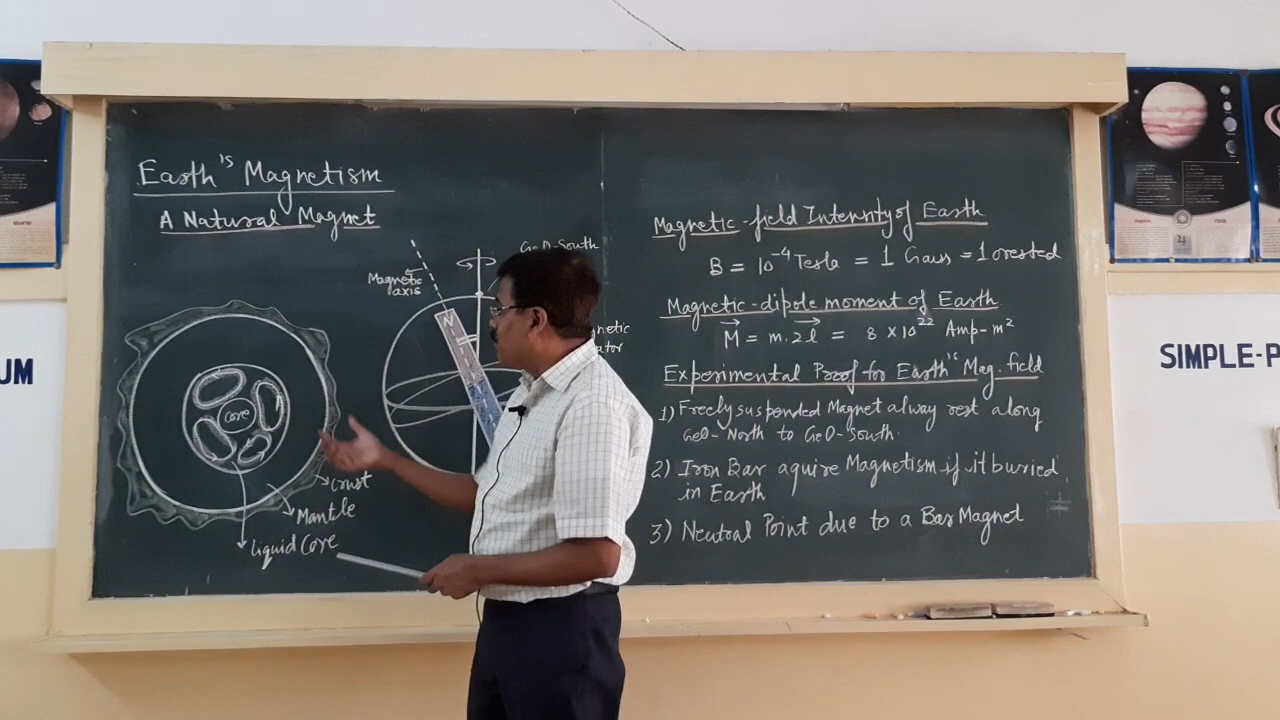 Earth's Magnetism
A Natural Magnet
Geo-South
Magnetic
axis
N
Core
Crust
Mantle
Liquid Core
Magnetic-field Intensity of Earth
B = 10⁻⁴ Tesla = 1 Gauss = 1 orested
Magnetic-dipole moment of Earth
M⃗ = m.2l⃗ = 8 x 10²² Amp-m²
Experimental Proof for Earth's Mag. field
1) Freely suspended Magnet alway rest along
Geo-North to Geo-South.
2) Iron Bar aquire Magnetism if it buried
in Earth
3) Neutral Point due to a Bar Magnet
UM
SIMPLE-P